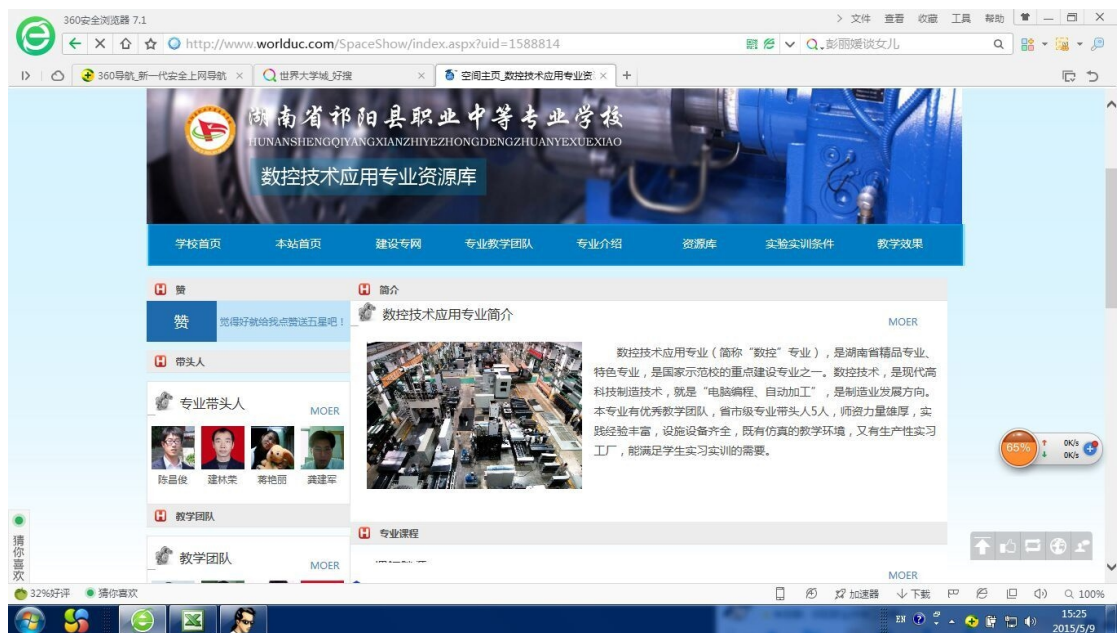 360安全浏览器 7.1
文件 查看 收藏 工具 帮助
http://www.worlduc.com/SpaceShow/index.aspx?uid=1588814
彭丽媛谈女儿
360导航_新一代安全上网导航
世界大学城_好搜
空间主页_数控技术应用专业资
湖南省祁阳县职业中等专业学校
HUNANSHENGQIYANGXIANZHIYEZHONGDENGZHUANYEXUEXIAO
数控技术应用专业资源库
学校首页 本站首页 建设专网 专业教学团队 专业介绍 资源库 实验实训条件 教学效果
赞
赞 觉得好就给我点赞送五星吧!
带头人
专业带头人
MOER
陈昌俊 建林荣 蒋艳丽 龚建军
教学团队
教学团队
MOER
简介
数控技术应用专业简介
MOER
数控技术应用专业(简称“数控”专业),是湖南省精品专业、
特色专业,是国家示范校的重点建设专业之一。数控技术,是现代高
科技制造技术,就是“电脑编程、自动加工”,是制造业发展方向。
本专业有优秀教学团队,省市级专业带头人5人,师资力量雄厚,实
践经验丰富,设施设备齐全,既有仿真的教学环境,又有生产性实习
工厂,能满足学生实习实训的需要。
专业课程
MOER
65%
0K/s
0K/s
猜你喜欢
32%好评 猜你喜欢
加速器 下载 100%
EN
15:25
2015/5/9